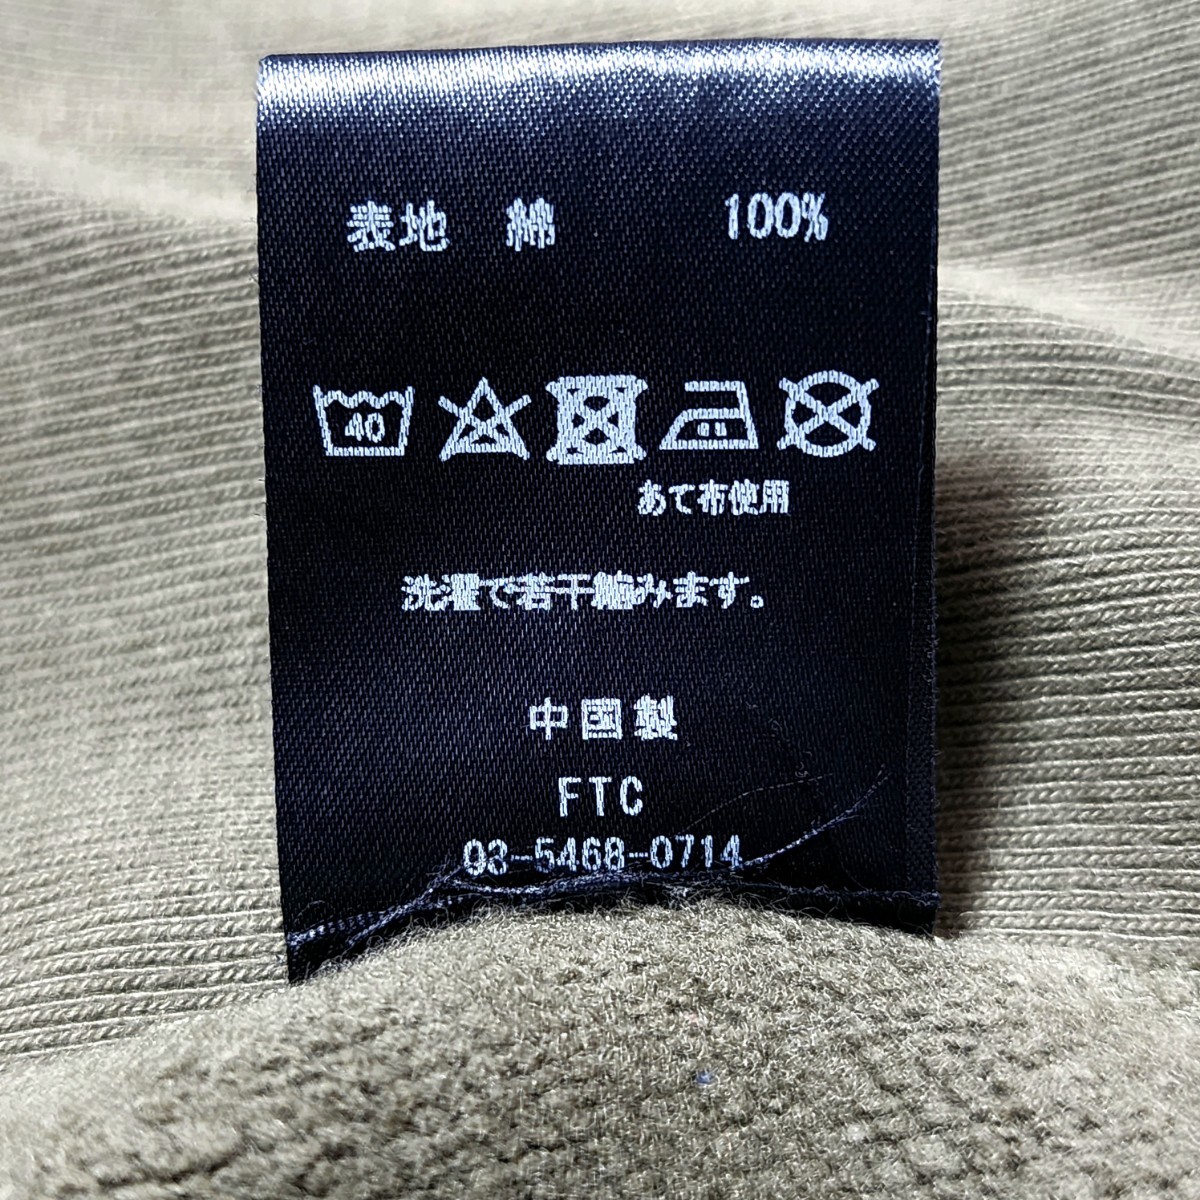 表地 綿 100%
40
あて布使用
洗濯で若干縮みます。
中国製
FTC
03-5468-0714